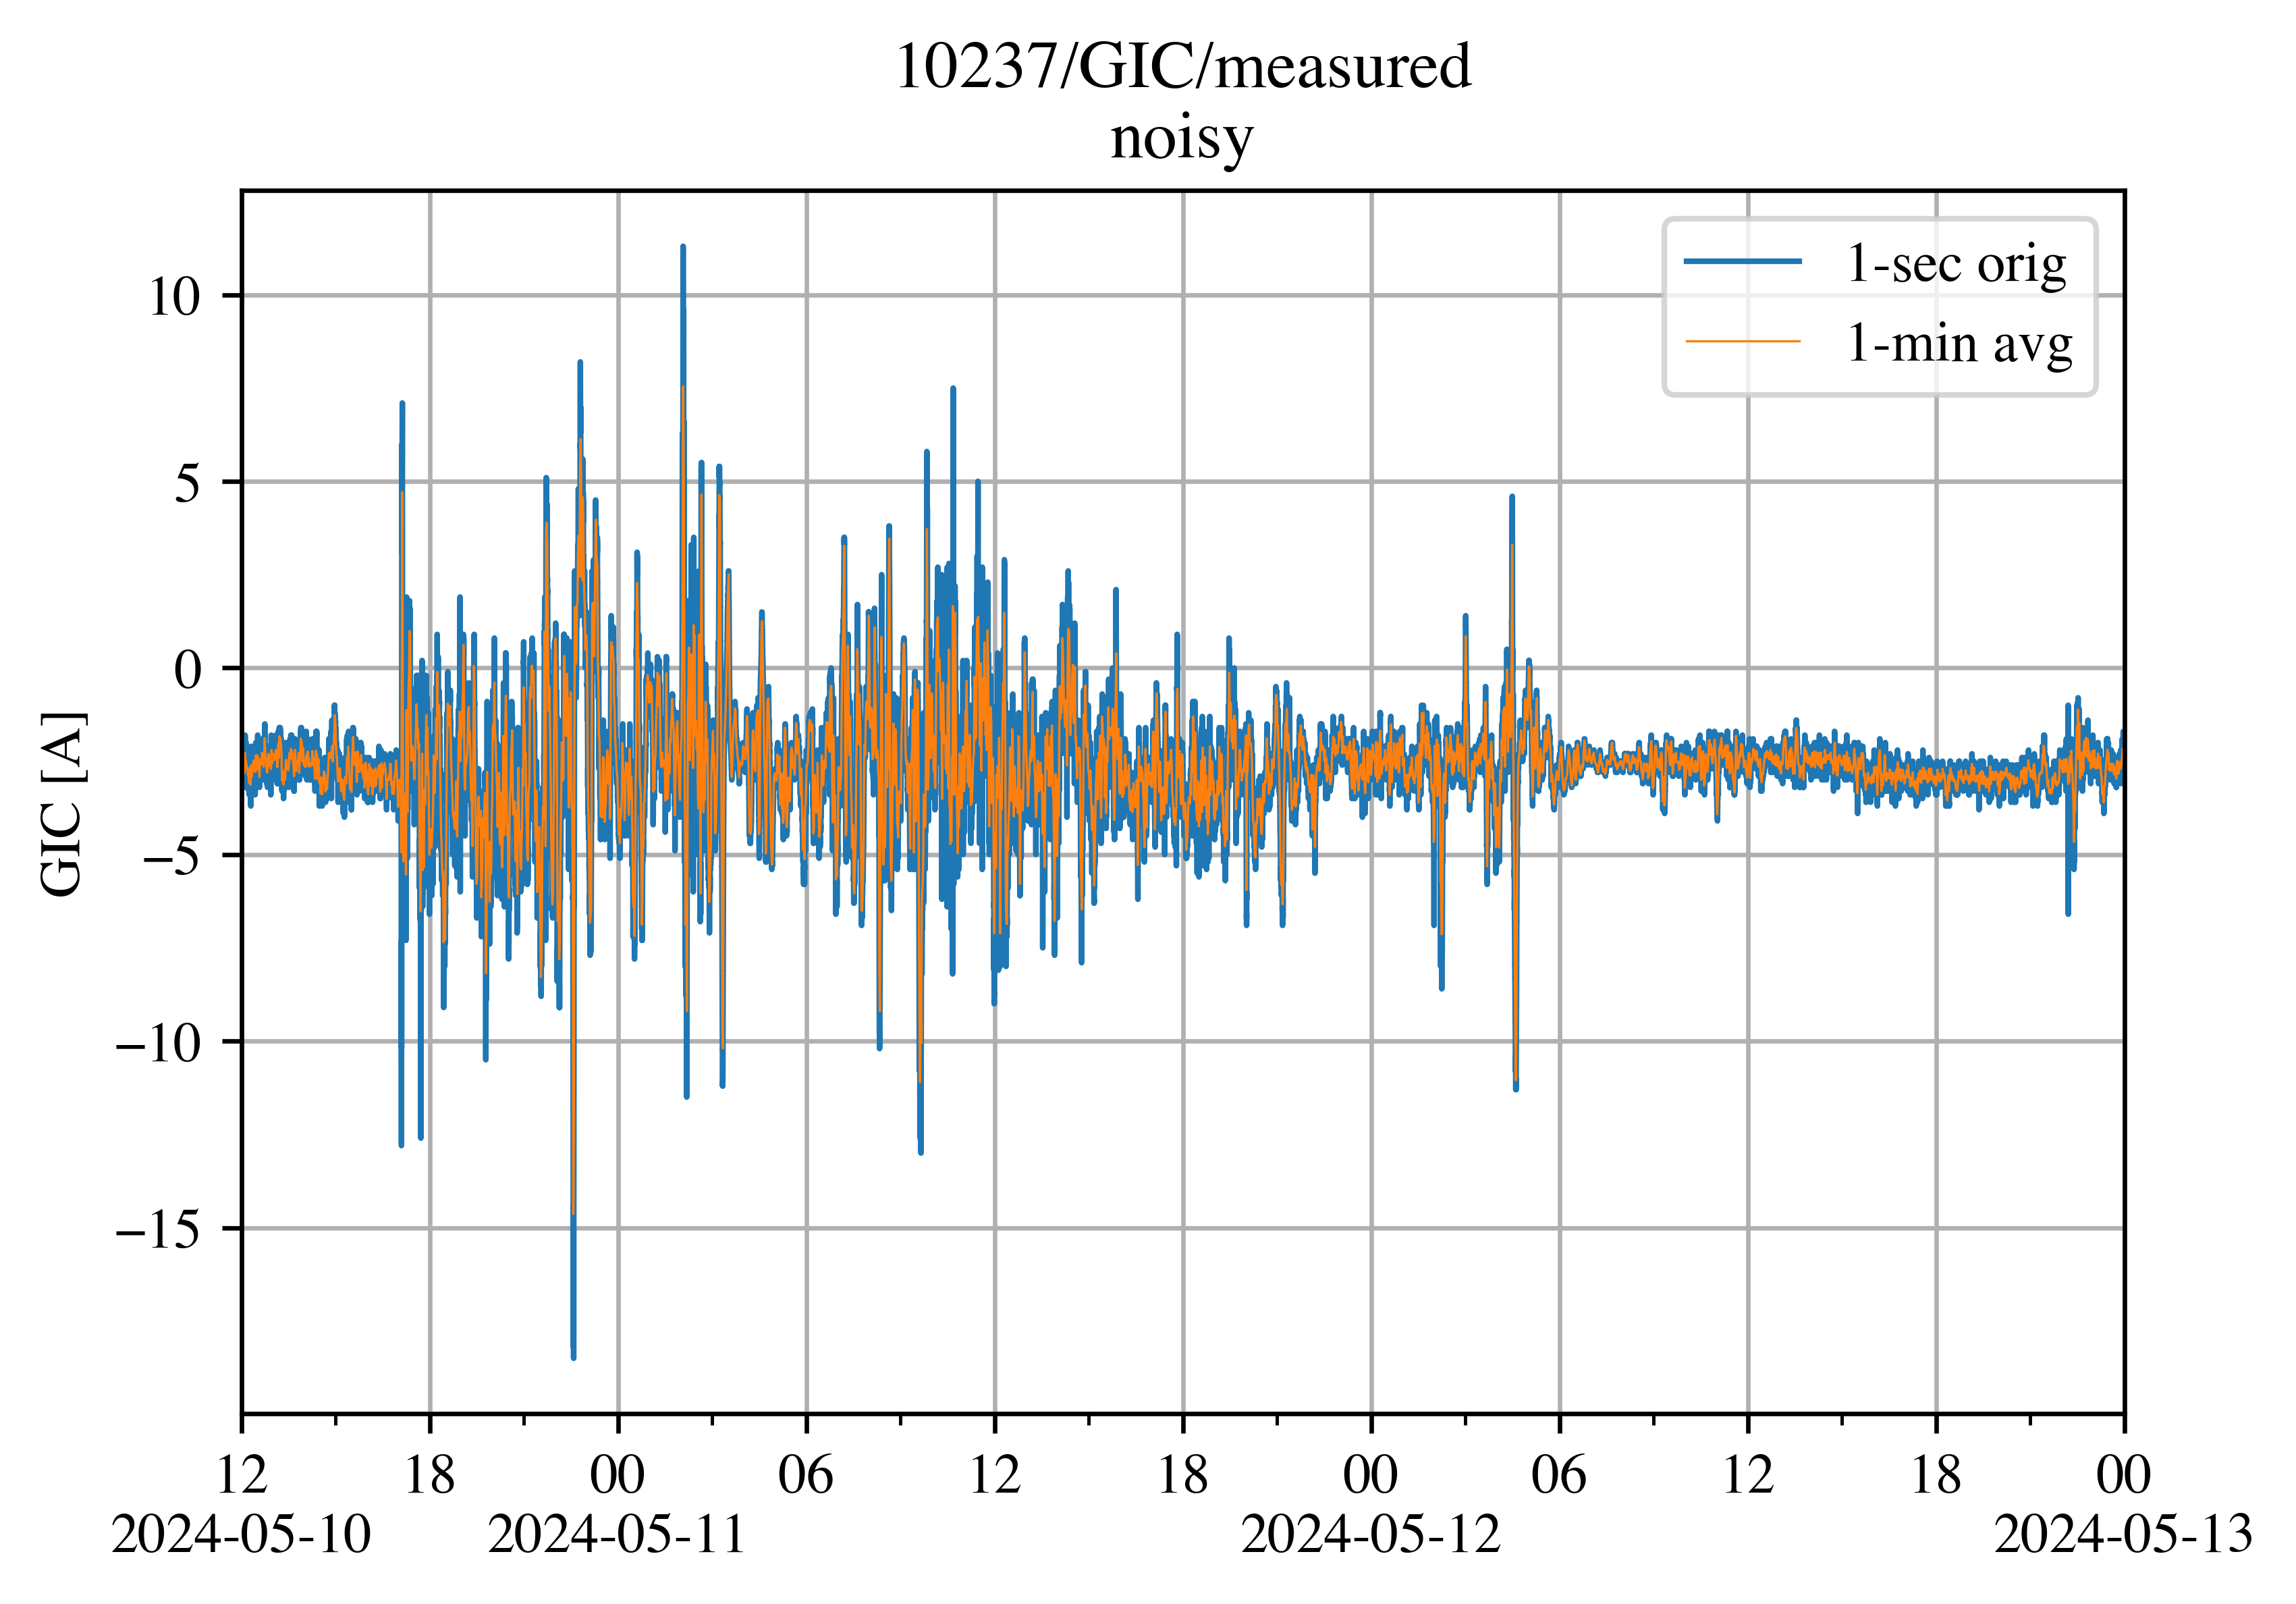 10237//GIC/measured
noisy
1-sec orig
1-min avg
GIC [A]
10
5
0
−5
−10
−15
12 18 00 06 12 18 00 06 12 18 00
2024-05-10 2024-05-11 2024-05-12 2024-05-13